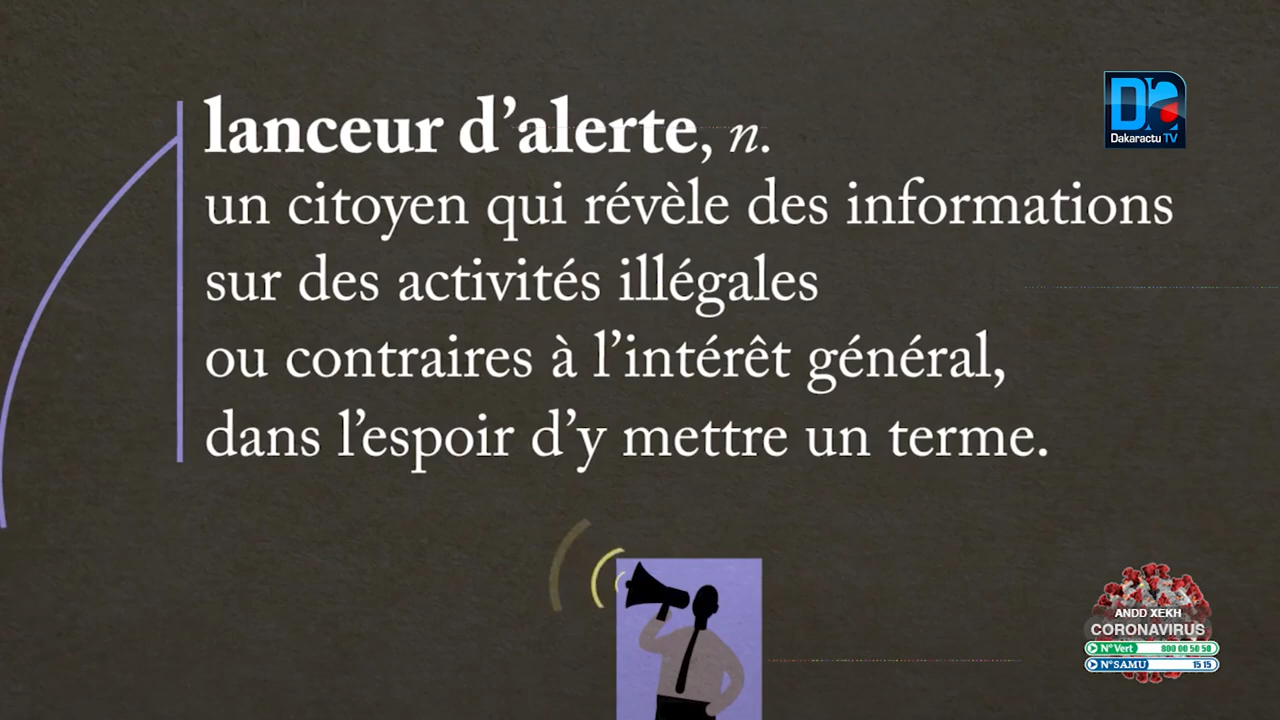 lanceur d'alerte, n.
un citoyen qui révèle des informations
sur des activités illégales
ou contraires à l'intérêt général,
dans l'espoir d'y mettre un terme.
Dakaractu TV
ANDD XEKH
CORONAVIRUS
N° Vert 800 00 50 50
N° SAMU 15 15